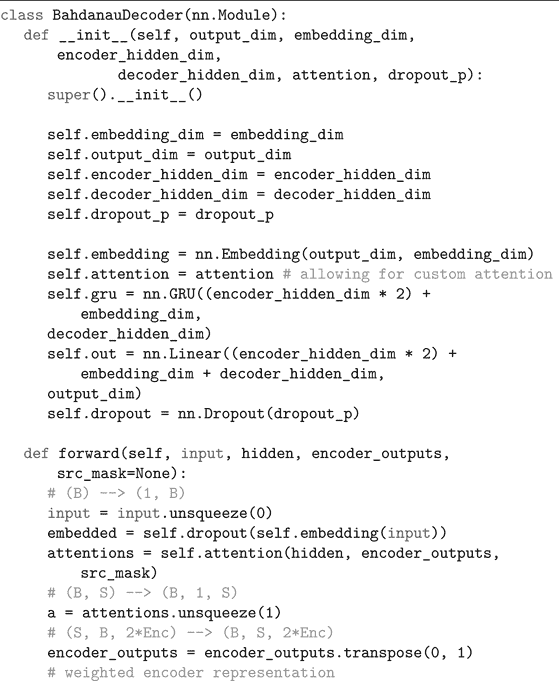 class BahdanauDecoder(nn.Module):
def __init__(self, output_dim, embedding_dim,
encoder_hidden_dim,
decoder_hidden_dim, attention, dropout_p):
super().__init__()
self.embedding_dim = embedding_dim
self.output_dim = output_dim
self.encoder_hidden_dim = encoder_hidden_dim
self.decoder_hidden_dim = decoder_hidden_dim
self.dropout_p = dropout_p
self.embedding = nn.Embedding(output_dim, embedding_dim)
self.attention = attention # allowing for custom attention
self.gru = nn.GRU((encoder_hidden_dim * 2) +
embedding_dim,
decoder_hidden_dim)
self.out = nn.Linear((encoder_hidden_dim * 2) +
embedding_dim + decoder_hidden_dim,
output_dim)
self.dropout = nn.Dropout(dropout_p)
def forward(self, input, hidden, encoder_outputs,
src_mask=None):
# (B) --> (1, B)
input = input.unsqueeze(0)
embedded = self.dropout(self.embedding(input))
attentions = self.attention(hidden, encoder_outputs,
src_mask)
# (B, S) --> (B, 1, S)
a = attentions.unsqueeze(1)
# (S, B, 2*Enc) --> (B, S, 2*Enc)
encoder_outputs = encoder_outputs.transpose(0, 1)
# weighted encoder representation